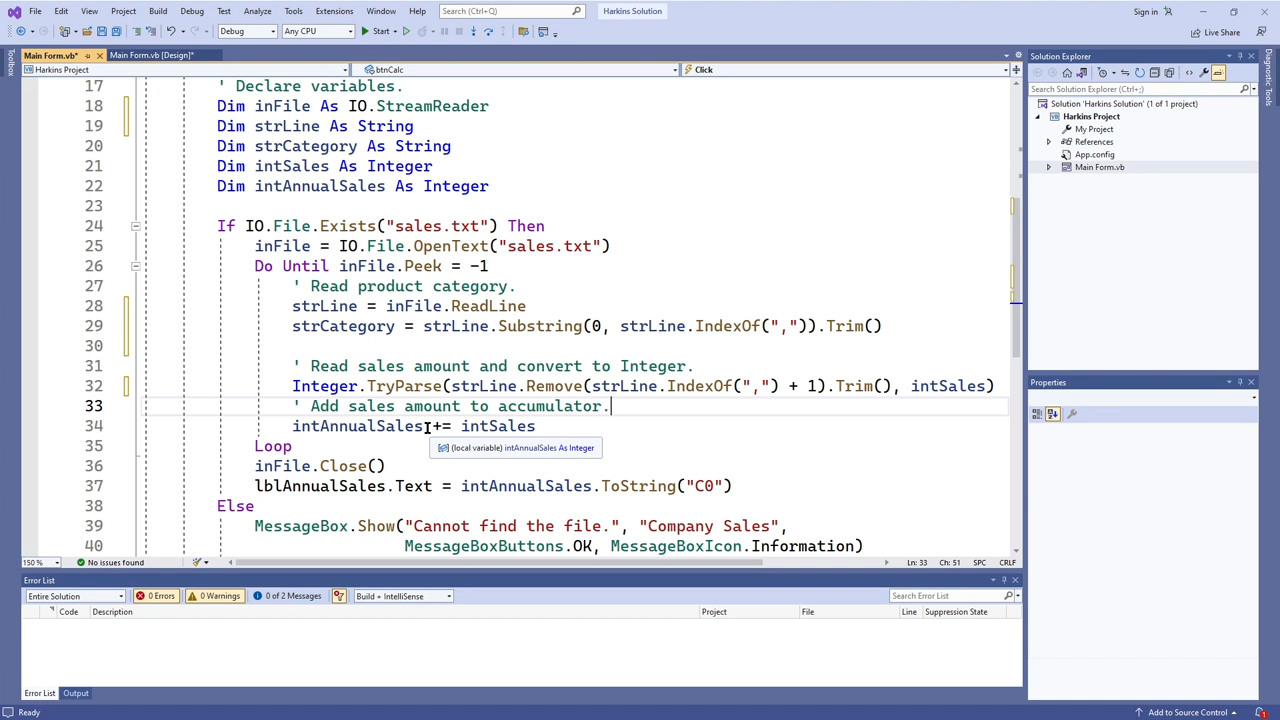 File Edit View Project Build Debug Test Analyze Tools Extensions Window Help Search (Ctrl+Q) Harkins Solution Sign in
Debug Any CPU Start Live Share
Toolbox
Main Form.vb* Main Form.vb [Design]*
Harkins Project btnCalc Click
17 ' Declare variables.
18 Dim inFile As IO.StreamReader
19 Dim strLine As String
20 Dim strCategory As String
21 Dim intSales As Integer
22 Dim intAnnualSales As Integer
23
24 If IO.File.Exists("sales.txt") Then
25 inFile = IO.File.OpenText("sales.txt")
26 Do Until inFile.Peek = -1
27 ' Read product category.
28 strLine = inFile.ReadLine
29 strCategory = strLine.Substring(0, strLine.IndexOf(",")).Trim()
30
31 ' Read sales amount and convert to Integer.
32 Integer.TryParse(strLine.Remove(strLine.IndexOf(",") + 1).Trim(), intSales)
33 ' Add sales amount to accumulator.
34 intAnnualSales += intSales
(local variable) intAnnualSales As Integer
35 Loop
36 inFile.Close()
37 lblAnnualSales.Text = intAnnualSales.ToString("C0")
38 Else
39 MessageBox.Show("Cannot find the file.", "Company Sales",
40 MessageBoxButtons.OK, MessageBoxIcon.Information)
150 % No issues found Ln: 33 Ch: 51 SPC CRLF
Error List
Entire Solution 0 Errors 0 Warnings 0 of 2 Messages Build + IntelliSense Search Error List
Code Description Project File Line Suppression State
Error List Output
Ready Add to Source Control 1
Solution Explorer
Search Solution Explorer (Ctrl+;)
Solution 'Harkins Solution' (1 of 1 project)
Harkins Project
My Project
References
App.config
Main Form.vb
Properties
Diagnostic Tools